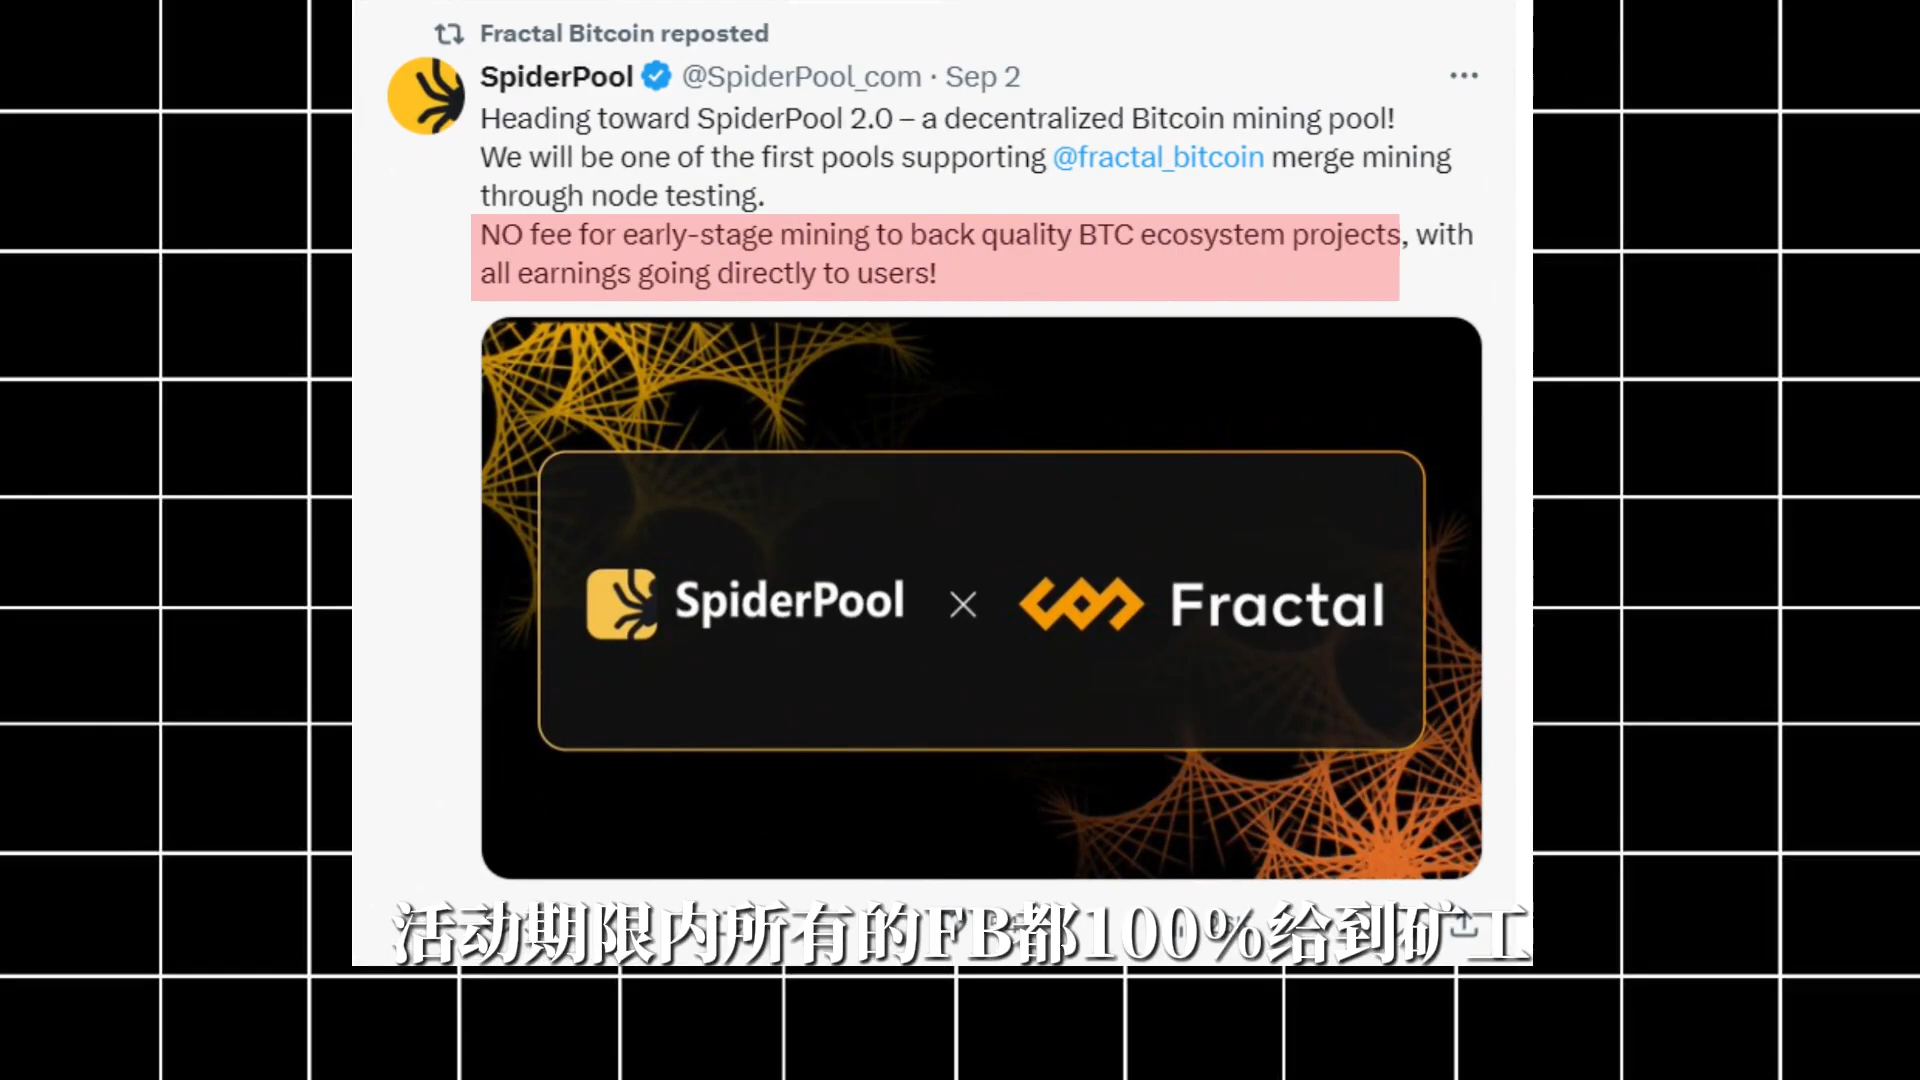 Fractal Bitcoin reposted
SpiderPool @SpiderPool_com · Sep 2
Heading toward SpiderPool 2.0 – a decentralized Bitcoin mining pool!
We will be one of the first pools supporting @fractal_bitcoin merge mining
through node testing.
NO fee for early-stage mining to back quality BTC ecosystem projects, with
all earnings going directly to users!
SpiderPool × Fractal
活动期限内所有的FB都100%给到矿工